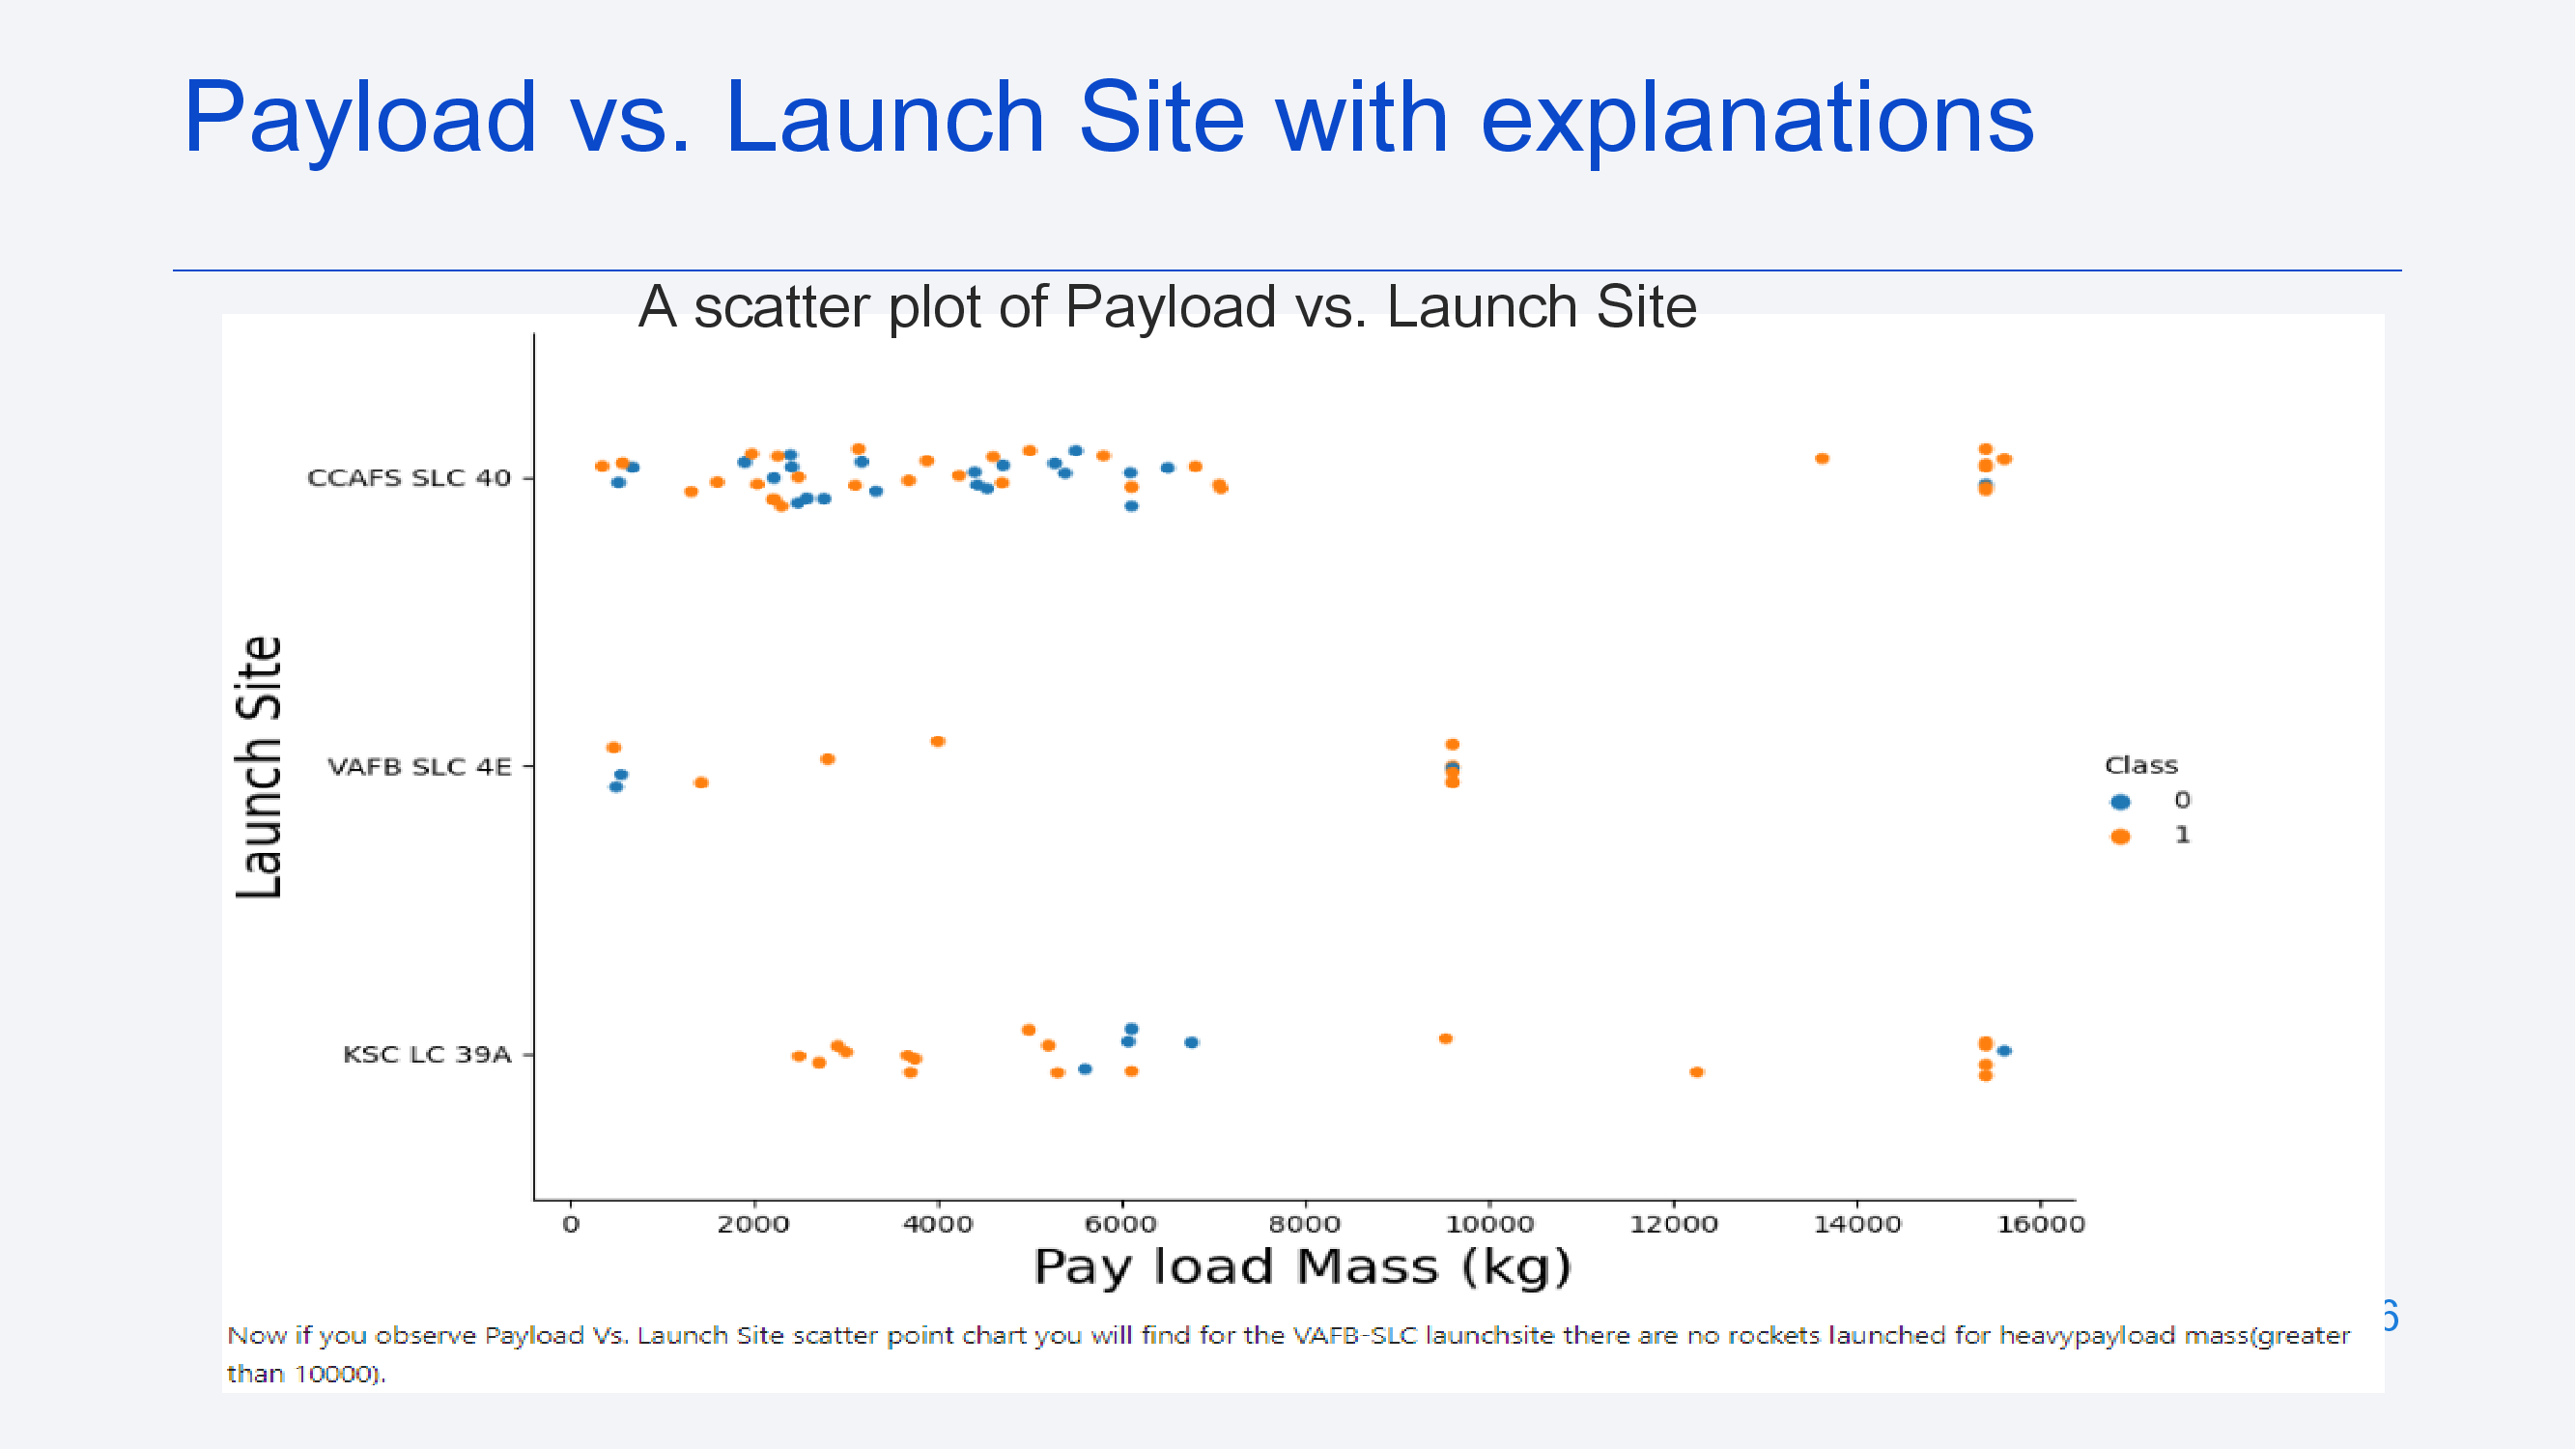 Payload vs. Launch Site with explanations
A scatter plot of Payload vs. Launch Site
CCAFS SLC 40
VAFB SLC 4E
KSC LC 39A
Launch Site
Class
0
1
0 2000 4000 6000 8000 10000 12000 14000 16000
Pay load Mass (kg)
Now if you observe Payload Vs. Launch Site scatter point chart you will find for the VAFB-SLC launchsite there are no rockets launched for heavypayload mass(greater
than 10000).
6